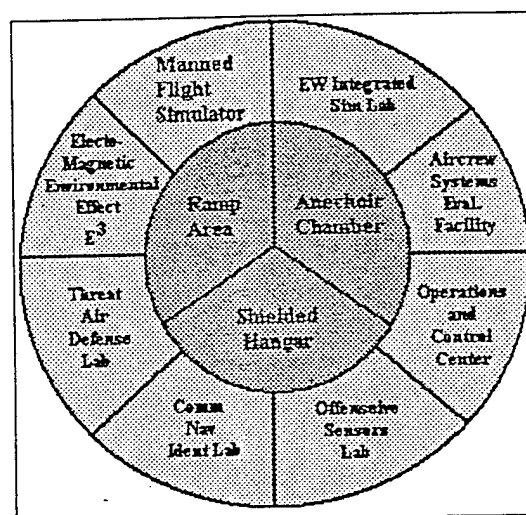 Manned
Flight
Simulator
EW Integrated
Sim Lab
Aircrew
Systems
Eval.
Facility
Operations
and
Control
Center
Offensive
Sensors
Lab
Comm
Nav
Ident Lab
Threat
Air
Defense
Lab
Electo-
Magnetic
Environmental
Effect
E³
Ramp
Area
Anechoic
Chamber
Shielded
Hangar